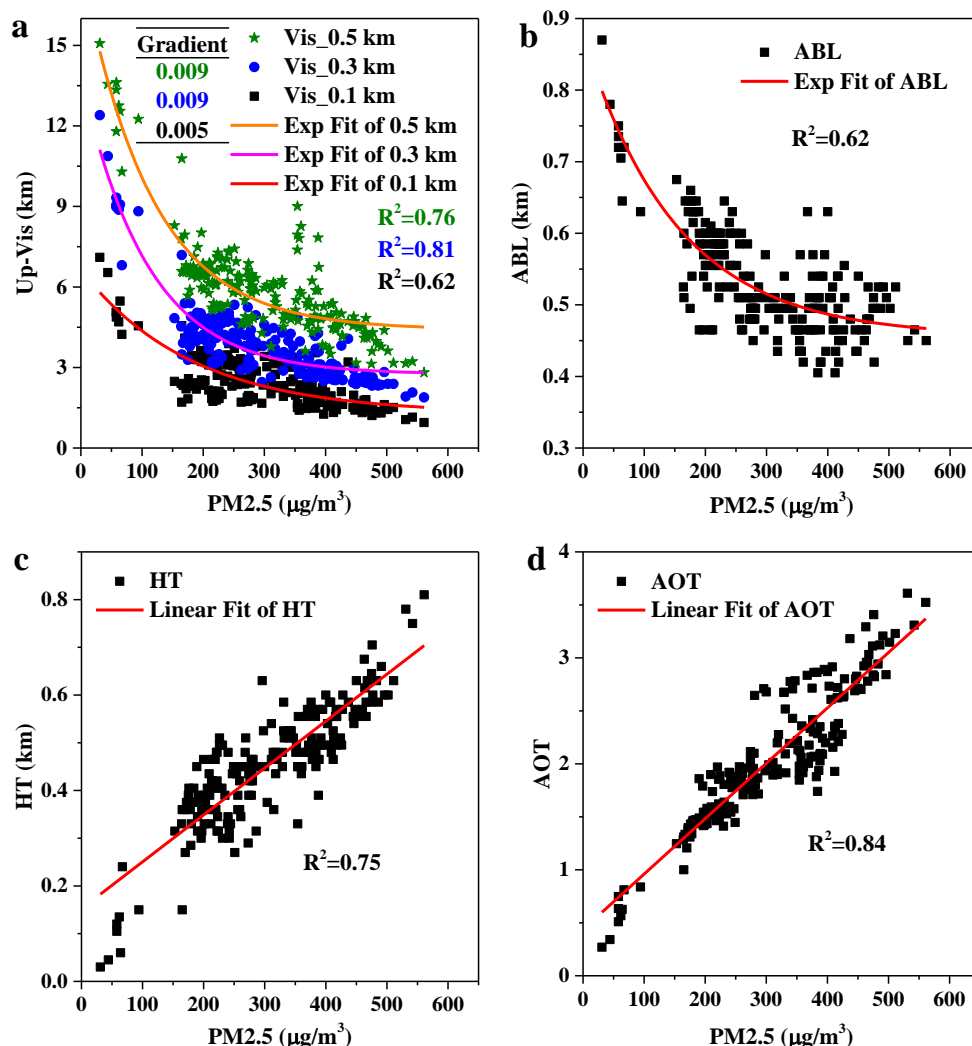 a
Gradient
0.009
0.009
0.005
Vis_0.5 km
Vis_0.3 km
Vis_0.1 km
Exp Fit of 0.5 km
Exp Fit of 0.3 km
Exp Fit of 0.1 km
R²=0.76
R²=0.81
R²=0.62
15
12
9
6
3
0
Up-Vis (km)
0 100 200 300 400 500 600
PM2.5 (μg/m³)
b
ABL
Exp Fit of ABL
R²=0.62
0.9
0.8
0.7
0.6
0.5
0.4
0.3
ABL (km)
0 100 200 300 400 500 600
PM2.5 (μg/m³)
c
HT
Linear Fit of HT
R²=0.75
0.8
0.6
0.4
0.2
0.0
HT (km)
0 100 200 300 400 500 600
PM2.5 (μg/m³)
d
AOT
Linear Fit of AOT
R²=0.84
4
3
2
1
0
AOT
0 100 200 300 400 500 600
PM2.5 (μg/m³)